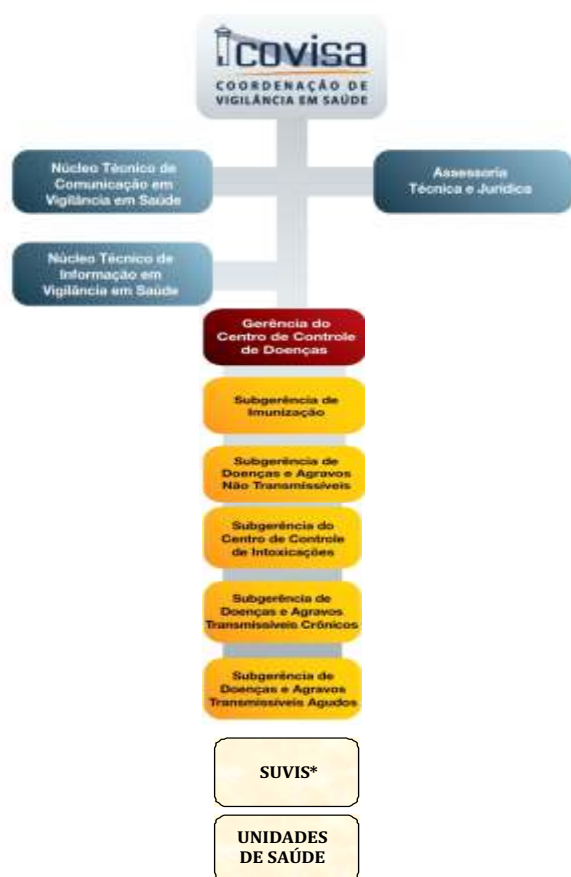 covisa
COORDENAÇÃO DE
VIGILÂNCIA EM SAÚDE
Núcleo Técnico de
Comunicação em
Vigilância em Saúde
Assessoria
Técnica e Jurídica
Núcleo Técnico de
Informação em
Vigilância em Saúde
Gerência do
Centro de Controle
de Doenças
Subgerência de
Imunização
Subgerência de
Doenças e Agravos
Não Transmissíveis
Subgerência do
Centro de Controle
de Intoxicações
Subgerência de
Doenças e Agravos
Transmissíveis Crônicos
Subgerência de
Doenças e Agravos
Transmissíveis Agudos
SUVIS*
UNIDADES
DE SAÚDE